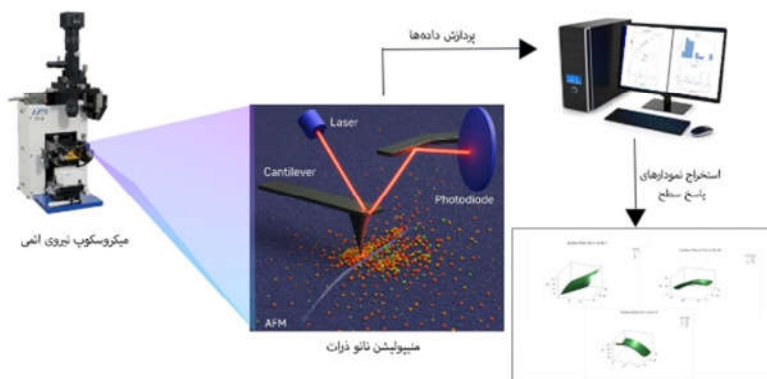 پردازش داده‌ها
Laser
Cantilever
Photodiode
AFM
میکروسکوپ نیروی اتمی
منیپولیشن نانو ذرات
استخراج نمودارهای
پاسخ سطح